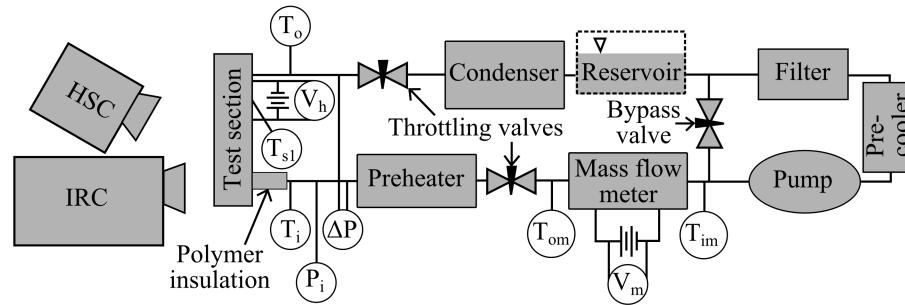 HSC
IRC
Test section
T_o
V_h
T_s1
Throttling valves
Condenser
Reservoir
Bypass
valve
Filter
Pre-
cooler
Pump
Mass flow
meter
Preheater
Polymer
insulation
T_i
P_i
ΔP
T_om
V_m
T_im